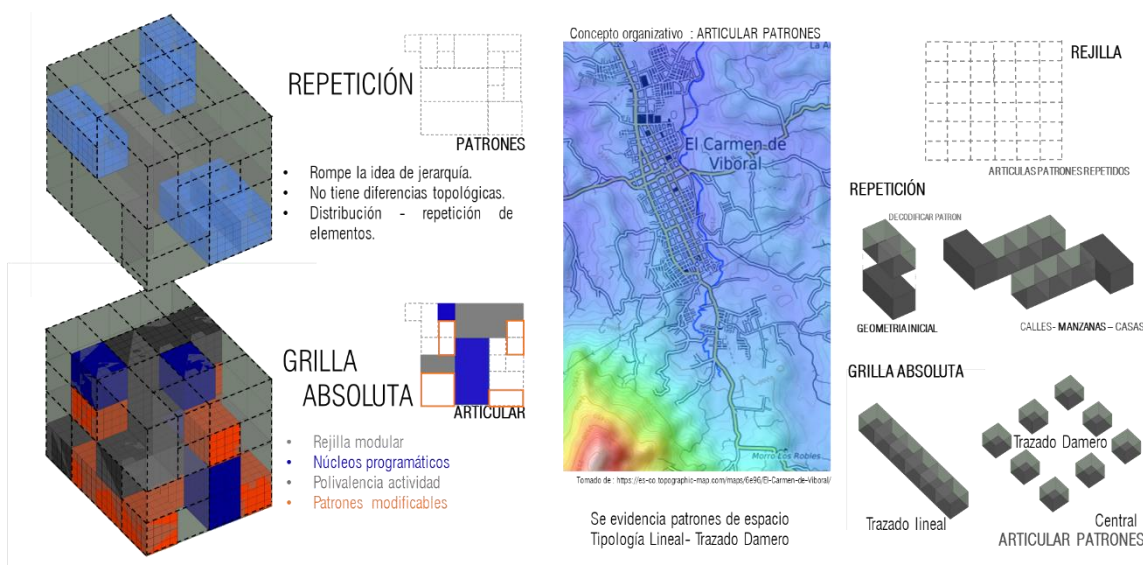 REPETICIÓN
PATRONES
• Rompe la idea de jerarquía.
• No tiene diferencias topológicas.
• Distribución - repetición de
elementos.
GRILLA
ABSOLUTA
ARTICULAR
• Rejilla modular
• Núcleos programáticos
• Polivalencia actividad
• Patrones modificables
Concepto organizativo : ARTICULAR PATRONES
La A
El Carmen de
Viboral
Morro Los Robles
Tomado de : https://es-co.topographic-map.com/maps/6e96/El-Carmen-de-Viboral/
Se evidencia patrones de espacio
Tipología Lineal- Trazado Damero
REJILLA
ARTICULAS PATRONES REPETIDOS
REPETICIÓN
DECODIFICAR PATRON
GEOMETRIA INICIAL
CALLES- MANZANAS – CASAS
GRILLA ABSOLUTA
Trazado Damero
Trazado lineal
Central
ARTICULAR PATRONES